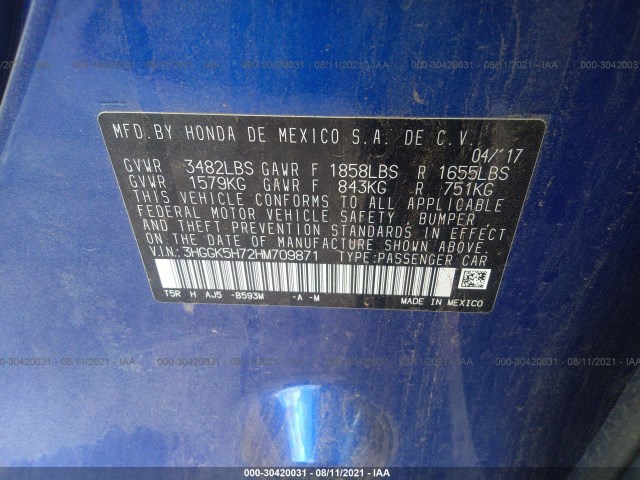 MFD.BY HONDA DE MEXICO S.A. DE C.V.
04/'17
GVWR 3482LBS GAWR F 1858LBS R 1655LBS
GVWR 1579KG GAWR F 843KG R 751KG
THIS VEHICLE CONFORMS TO ALL APPLICABLE
FEDERAL MOTOR VEHICLE SAFETY, BUMPER
AND THEFT PREVENTION STANDARDS IN EFFECT
ON THE DATE OF MANUFACTURE SHOWN ABOVE.
V.I.N.:3HGGK5H72HM709871 TYPE:PASSENGER CAR
T5R H AJ5 -B593M -A -M MADE IN MEXICO
000-30420031 - 08/11/2021 - IAA